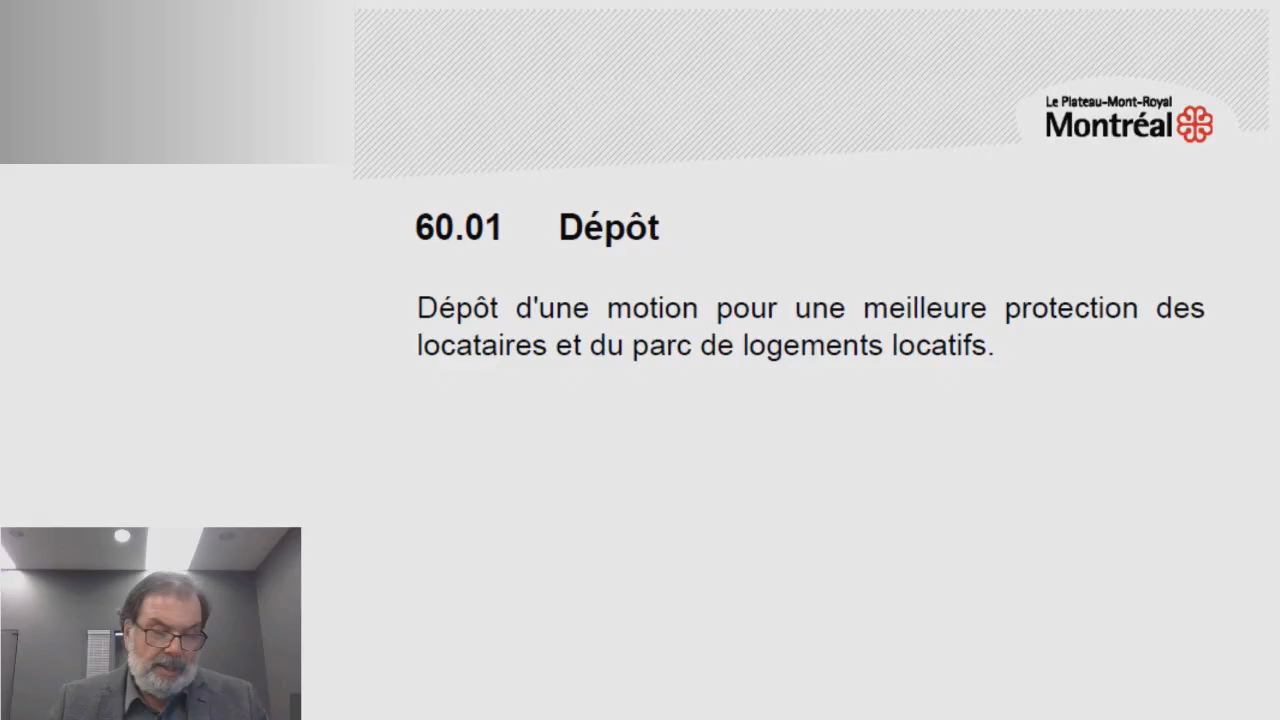 Le Plateau-Mont-Royal
Montréal
60.01 Dépôt
Dépôt d'une motion pour une meilleure protection des
locataires et du parc de logements locatifs.